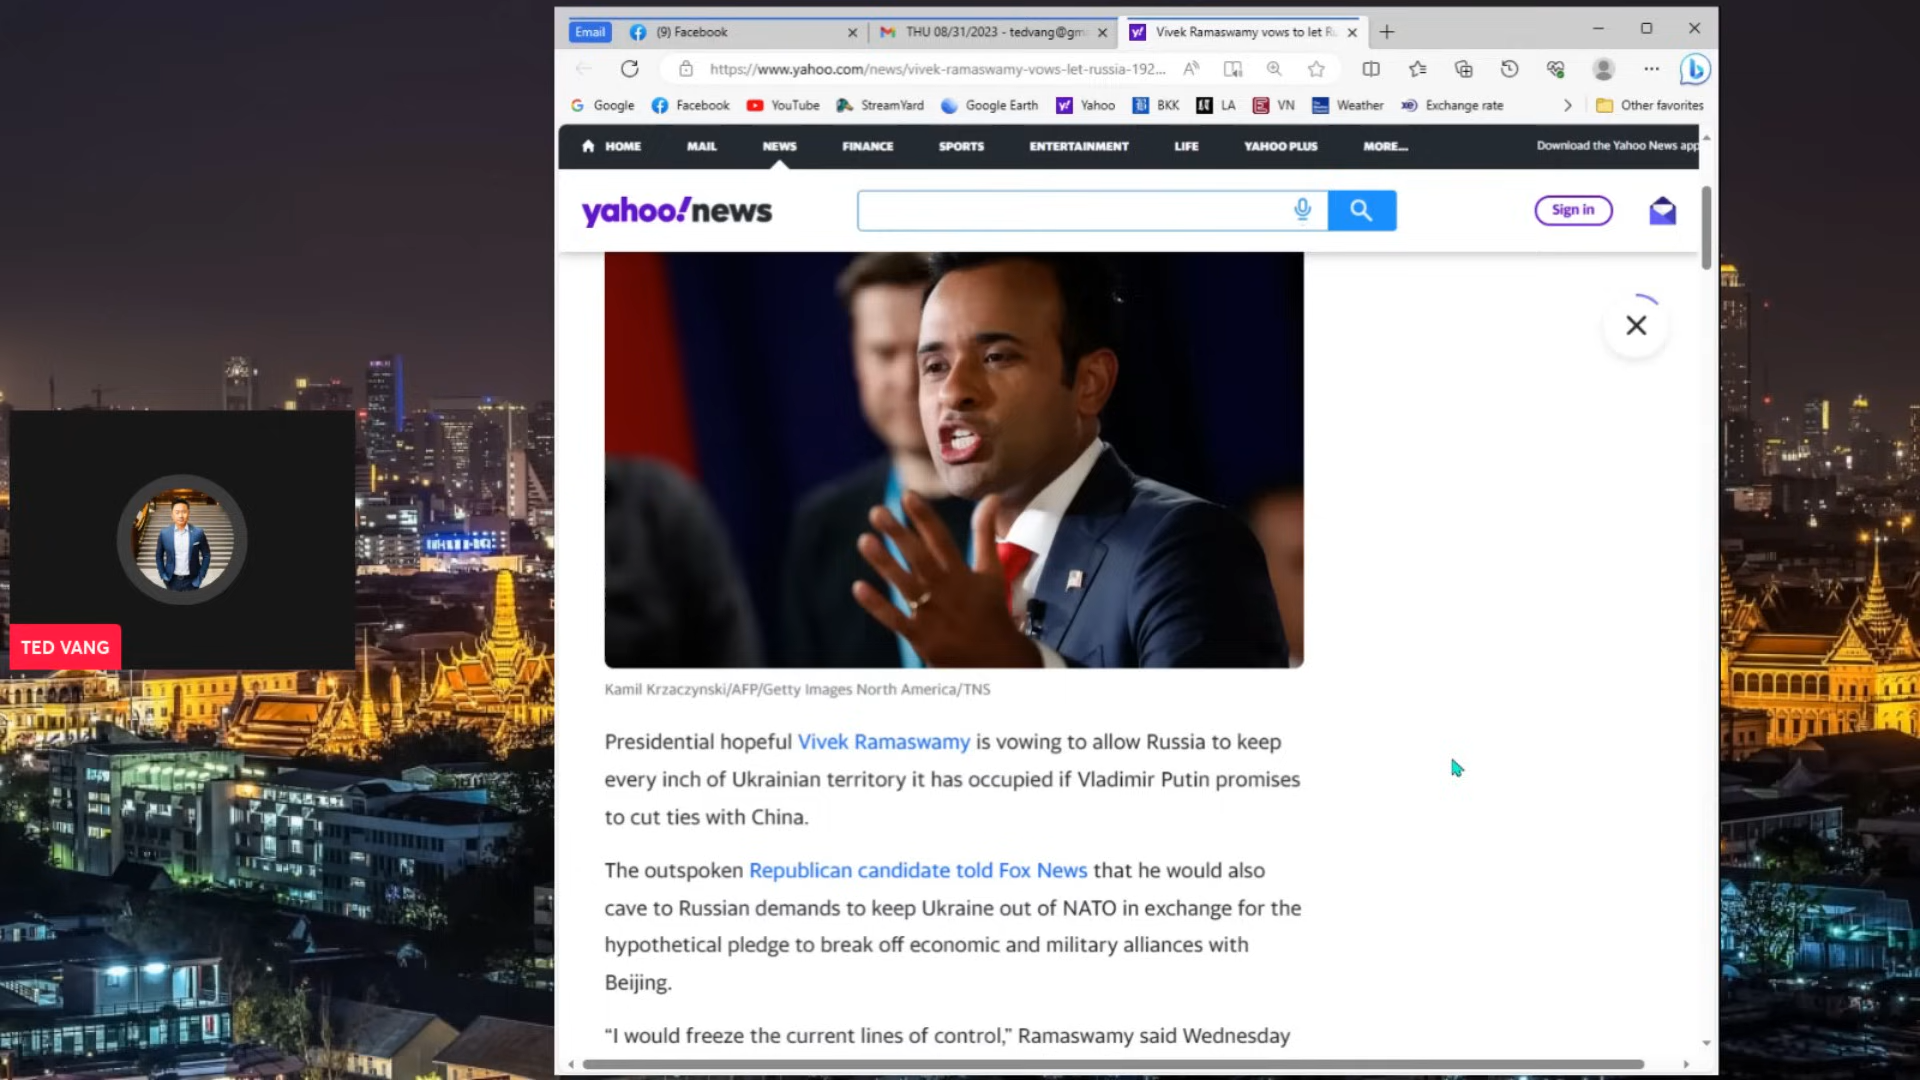 Email
(9) Facebook
THU 08/31/2023 - tedvang@gm
Vivek Ramaswamy vows to let Ru
https://www.yahoo.com/news/vivek-ramaswamy-vows-let-russia-192...
Google
Facebook
YouTube
StreamYard
Google Earth
Yahoo
BKK
LA
VN
Weather
Exchange rate
Other favorites
HOME
MAIL
NEWS
FINANCE
SPORTS
ENTERTAINMENT
LIFE
YAHOO PLUS
MORE...
Download the Yahoo News app
yahoo!news
Sign in
TED VANG
Kamil Krzaczynski/AFP/Getty Images North America/TNS
Presidential hopeful Vivek Ramaswamy is vowing to allow Russia to keep
every inch of Ukrainian territory it has occupied if Vladimir Putin promises
to cut ties with China.
The outspoken Republican candidate told Fox News that he would also
cave to Russian demands to keep Ukraine out of NATO in exchange for the
hypothetical pledge to break off economic and military alliances with
Beijing.
“I would freeze the current lines of control,” Ramaswamy said Wednesday